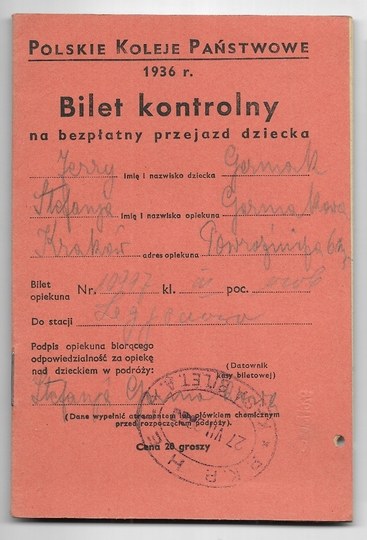 POLSKIE KOLEJE PAŃSTWOWE
1936 r.
Bilet kontrolny
na bezpłatny przejazd dziecka
Jerzy
imię i nazwisko dziecka
Stefanja
imię i nazwisko opiekuna
Kraków
adres opiekuna
Bilet
opiekuna Nr. kl. III poc. osob
Do stacji
Podpis opiekuna biorącego
odpowiedzialność za opiekę
nad dzieckiem w podróży:
(Datownik
kasy biletowej)
(Dane wypełnić atramentem lub ołówkiem chemicznym
przed rozpoczęciem podróży).
Cena 20 groszy